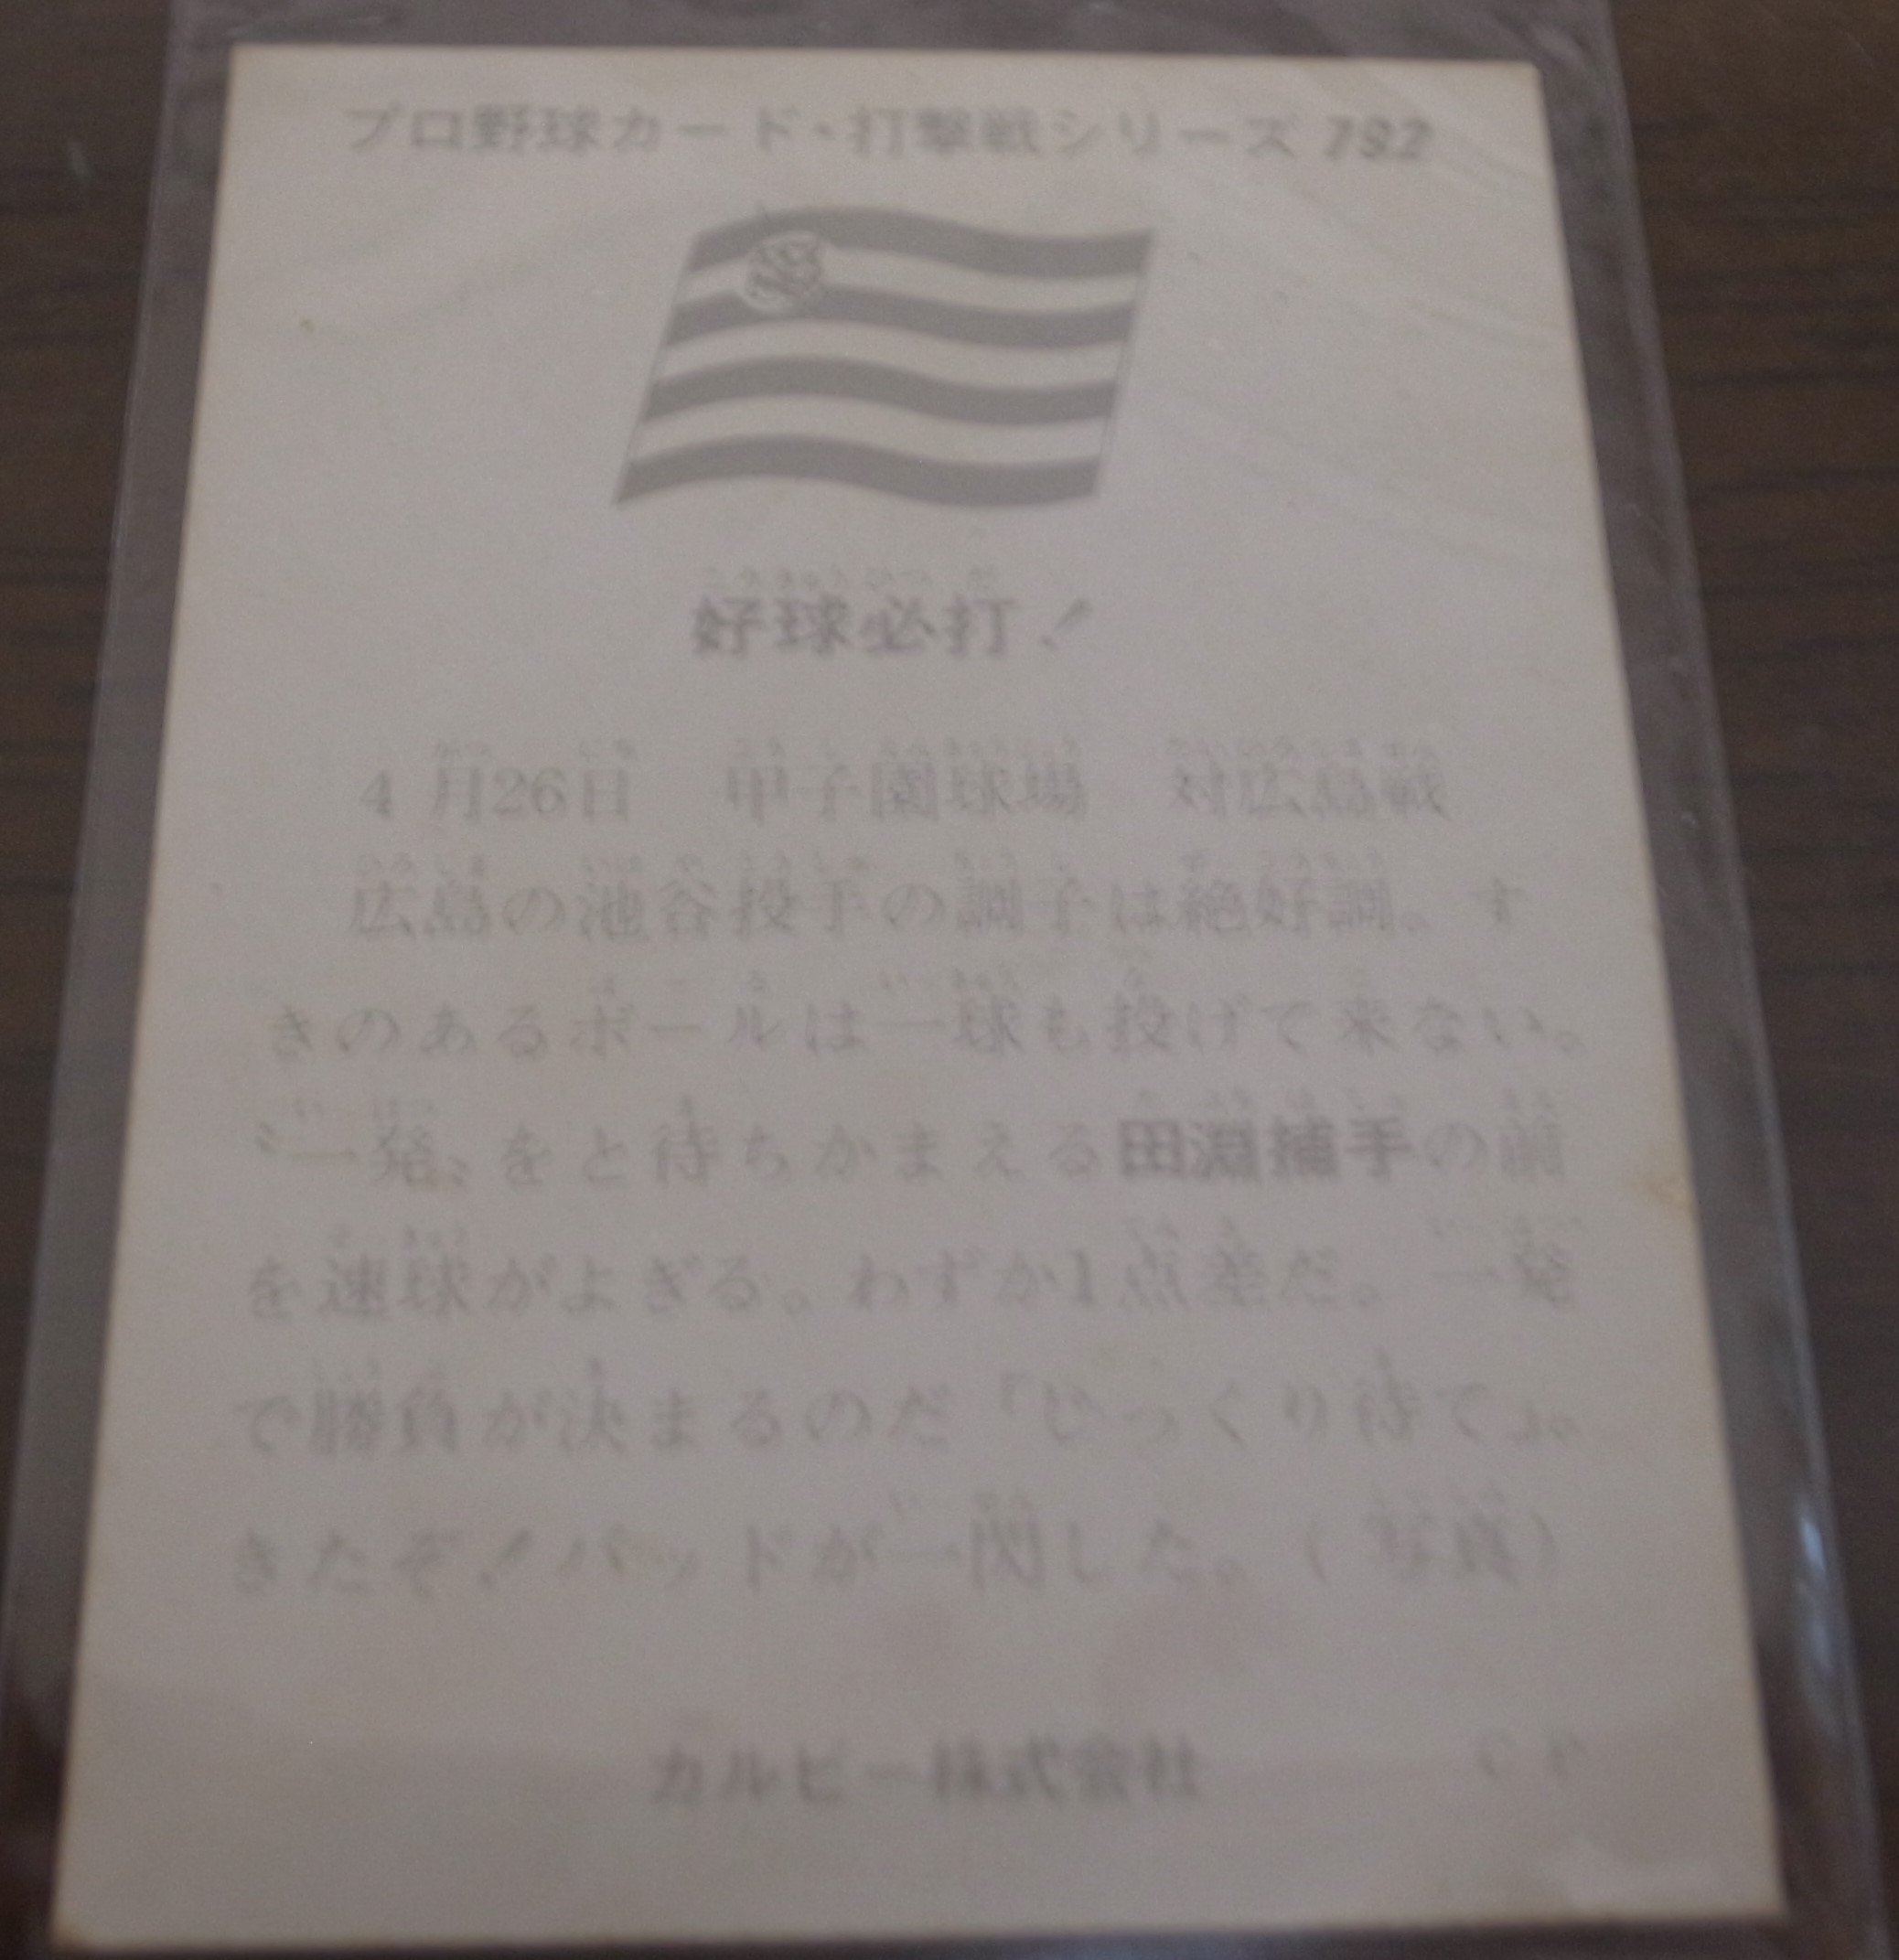 プロ野球カード・打撃戦シリーズ 792
好球必打！
4月26日　甲子園球場　対広島戦
広島の池谷投手の調子は絶好調。す
きのあるボールは一球も投げて来ない。
〝一発〟をと待ちかまえる田淵捕手の前
を速球がよぎる。わずか1点差だ。一発
で勝負が決まるのだ「じっくり待て」。
きたぞ！バッドが一閃した。（写真）
カルビー株式会社